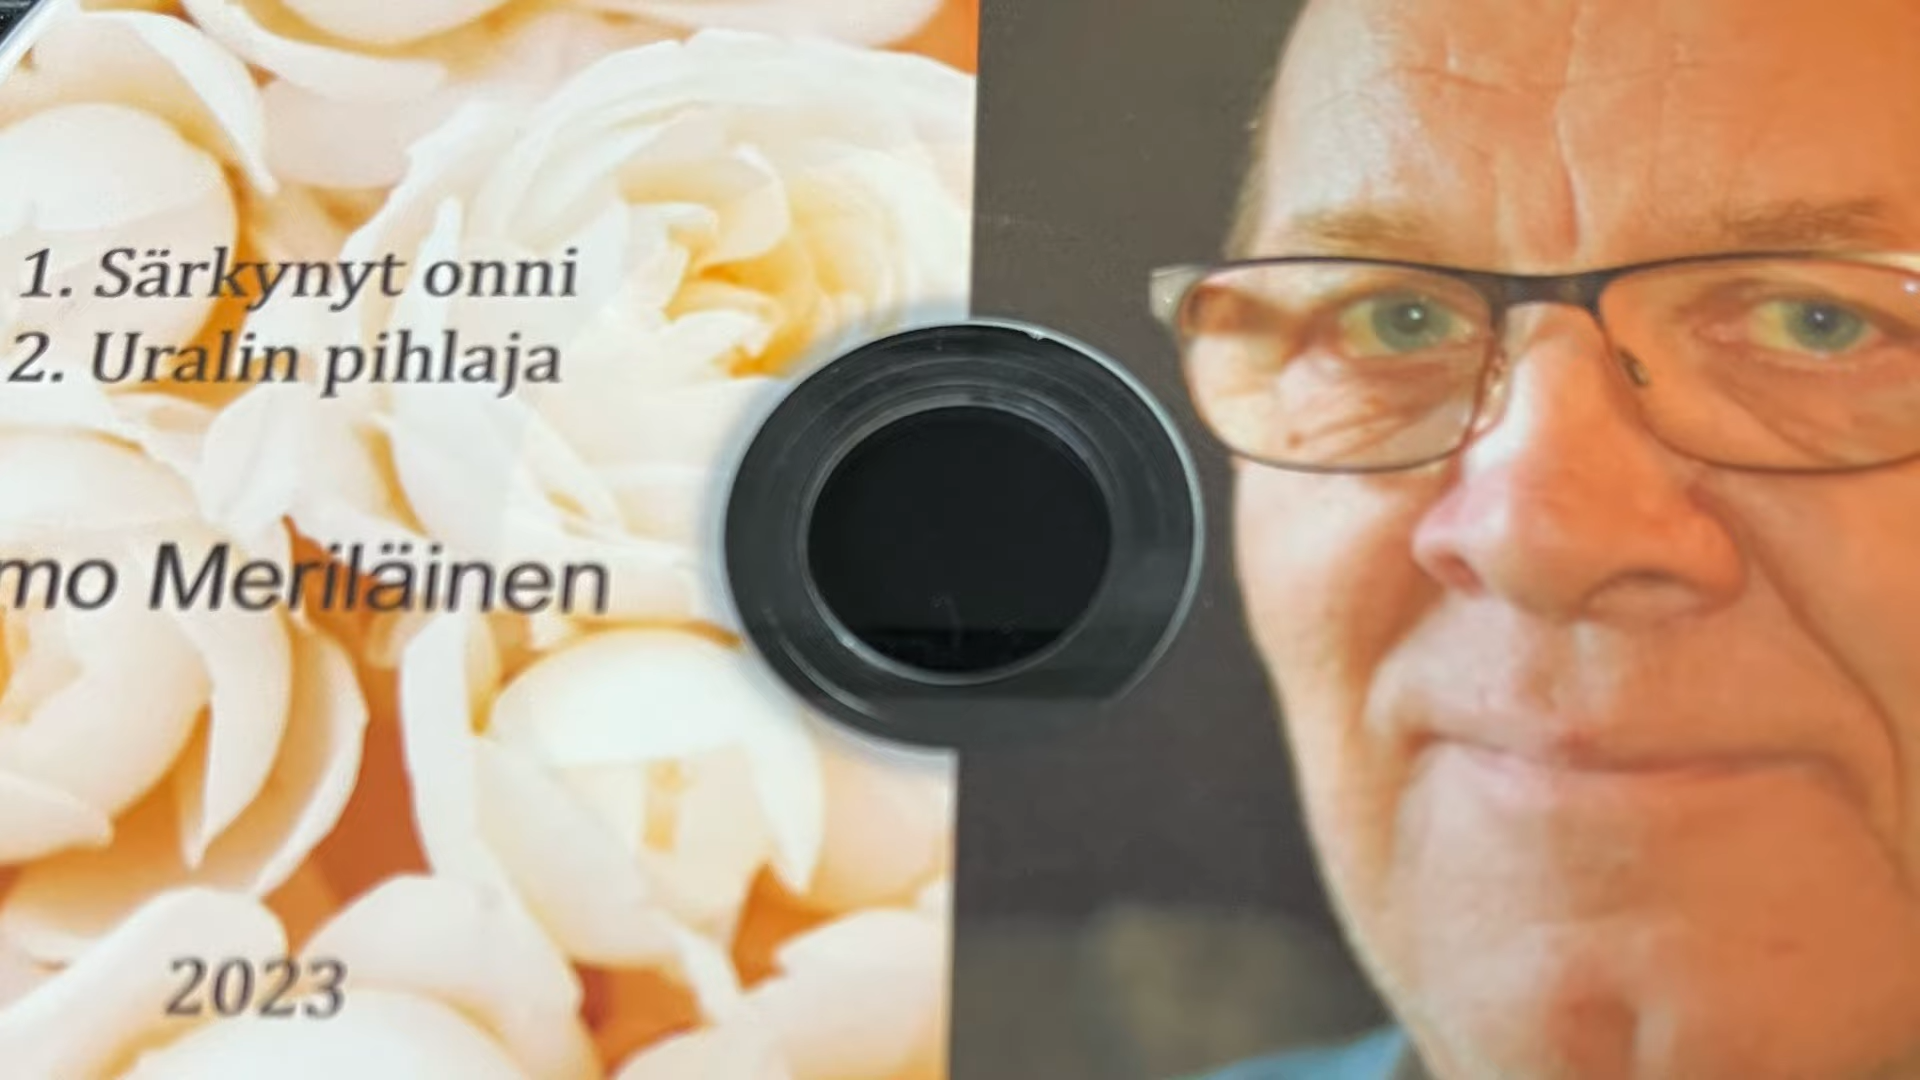 1. Särkynyt onni
2. Uralin pihlaja
mo Meriläinen
2023